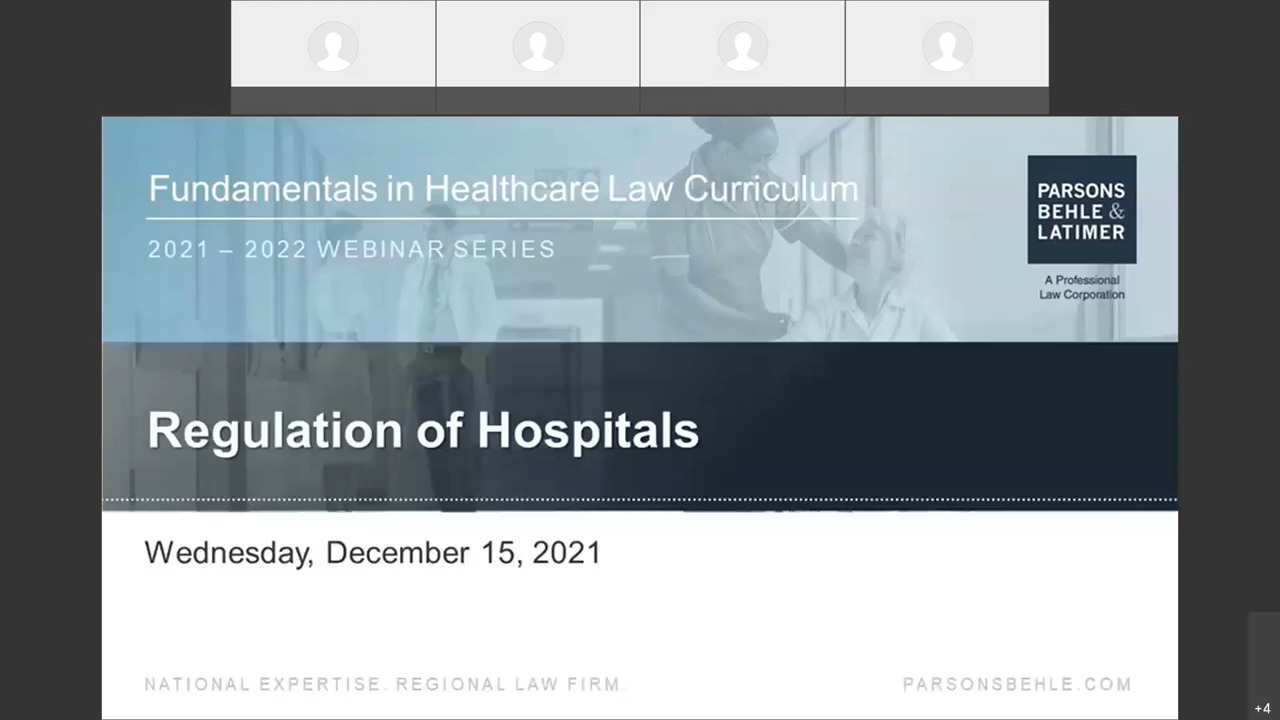 Fundamentals in Healthcare Law Curriculum
2021 – 2022 WEBINAR SERIES
PARSONS
BEHLE &
LATIMER
A Professional
Law Corporation
Regulation of Hospitals
Wednesday, December 15, 2021
NATIONAL EXPERTISE. REGIONAL LAW FIRM.
PARSONSBEHLE.COM
+4